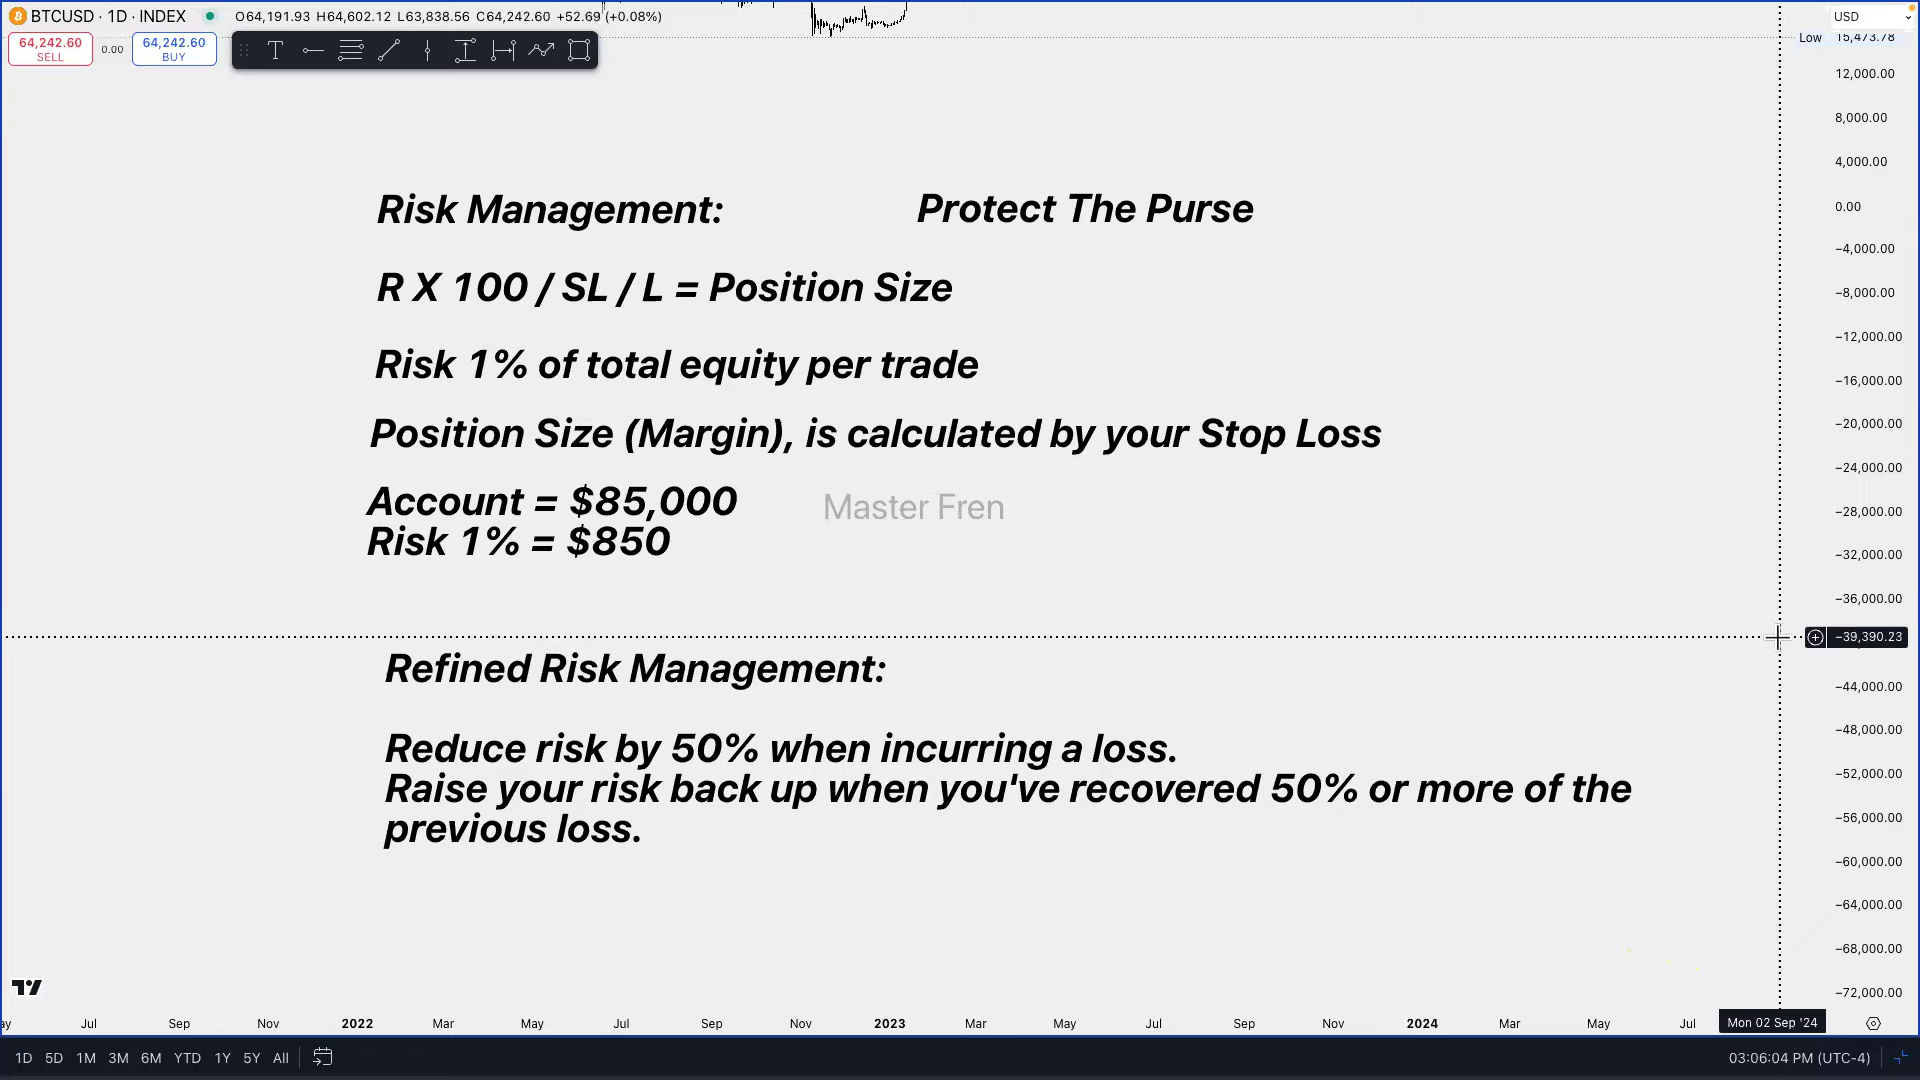 BTCUSD · 1D · INDEX O64,191.93 H64,602.12 L63,838.56 C64,242.60 +52.69 (+0.08%)
USD
64,242.60
SELL
0.00
64,242.60
BUY
T
Low 15,473.78
12,000.00
8,000.00
4,000.00
0.00
−4,000.00
−8,000.00
−12,000.00
−16,000.00
−20,000.00
−24,000.00
−28,000.00
−32,000.00
−36,000.00
−39,390.23
−44,000.00
−48,000.00
−52,000.00
−56,000.00
−60,000.00
−64,000.00
−68,000.00
−72,000.00
Risk Management: Protect The Purse
R X 100 / SL / L = Position Size
Risk 1% of total equity per trade
Position Size (Margin), is calculated by your Stop Loss
Account = $85,000
Master Fren
Risk 1% = $850
Refined Risk Management:
Reduce risk by 50% when incurring a loss.
Raise your risk back up when you've recovered 50% or more of the
previous loss.
ay Jul Sep Nov 2022 Mar May Jul Sep Nov 2023 Mar May Jul Sep Nov 2024 Mar May Jul Mon 02 Sep '24
1D 5D 1M 3M 6M YTD 1Y 5Y All 03:06:04 PM (UTC-4)